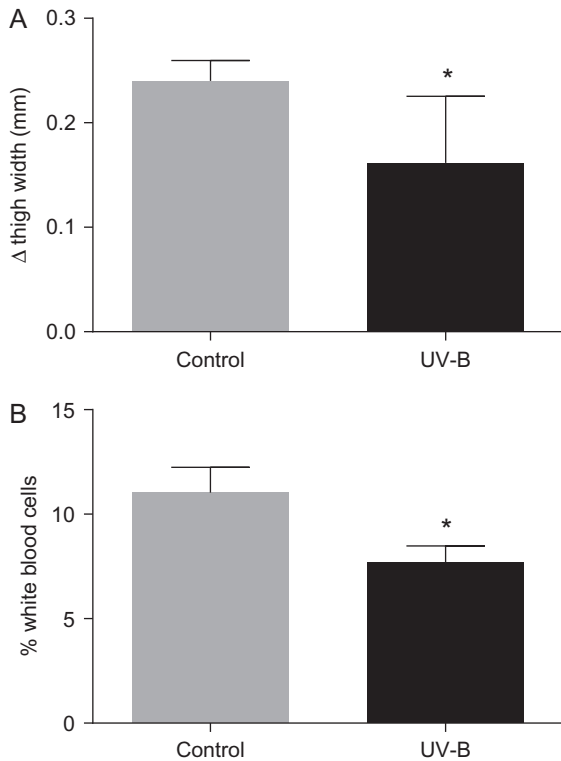 A
Δ thigh width (mm)
0.3
0.2
0.1
0.0
*
Control
UV-B
B
% white blood cells
15
10
5
0
*
Control
UV-B